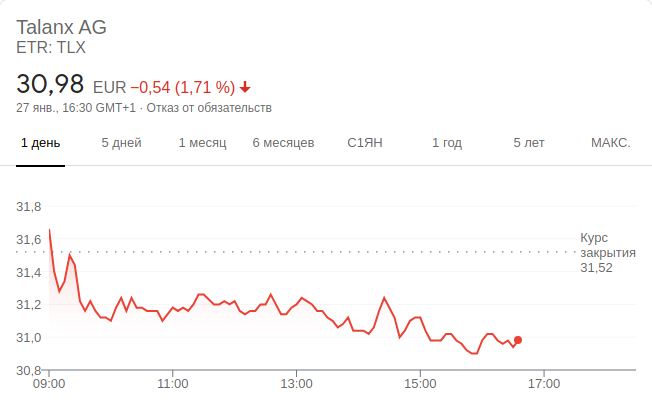 Talanx AG
ETR: TLX
30,98 EUR −0,54 (1,71 %)
27 янв., 16:30 GMT+1 · Отказ от обязательств
1 день 5 дней 1 месяц 6 месяцев С1ЯН 1 год 5 лет МАКС.
31,8
31,6
Курс
закрытия
31,52
31,4
31,2
31,0
30,8
09:00 11:00 13:00 15:00 17:00